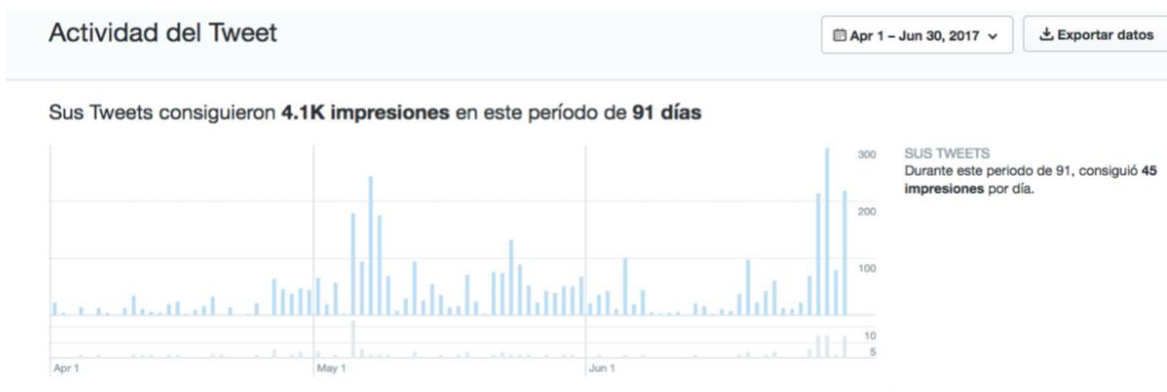 Actividad del Tweet
Apr 1 – Jun 30, 2017
Exportar datos
Sus Tweets consiguieron 4.1K impresiones en este período de 91 días
300
200
100
10
5
Apr 1
May 1
Jun 1
SUS TWEETS
Durante este periodo de 91, consiguió 45
impresiones por día.